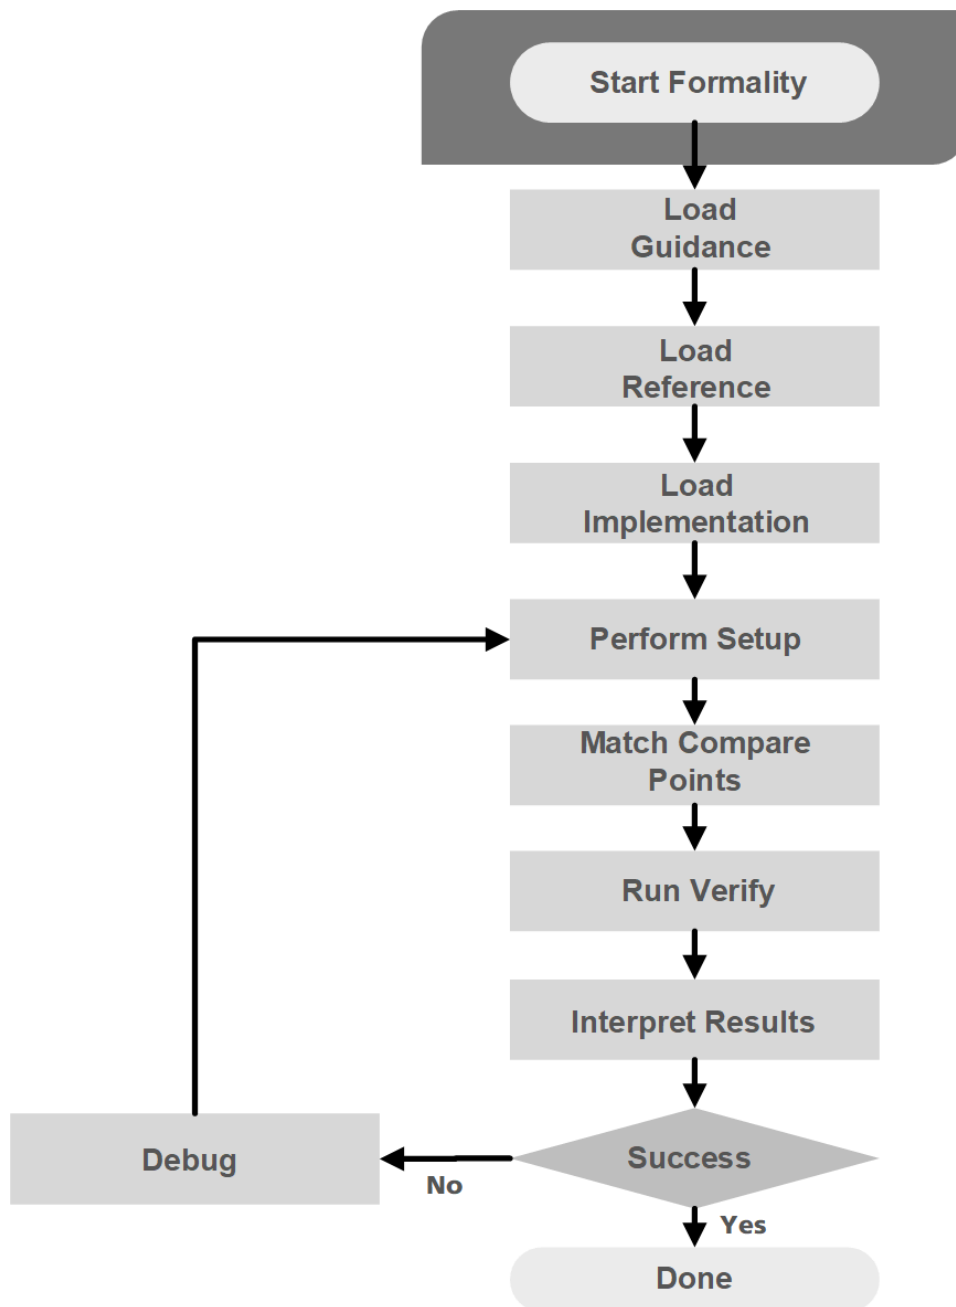 Start Formality
Load
Guidance
Load
Reference
Load
Implementation
Perform Setup
Match Compare
Points
Run Verify
Interpret Results
Success
Debug
No
Yes
Done